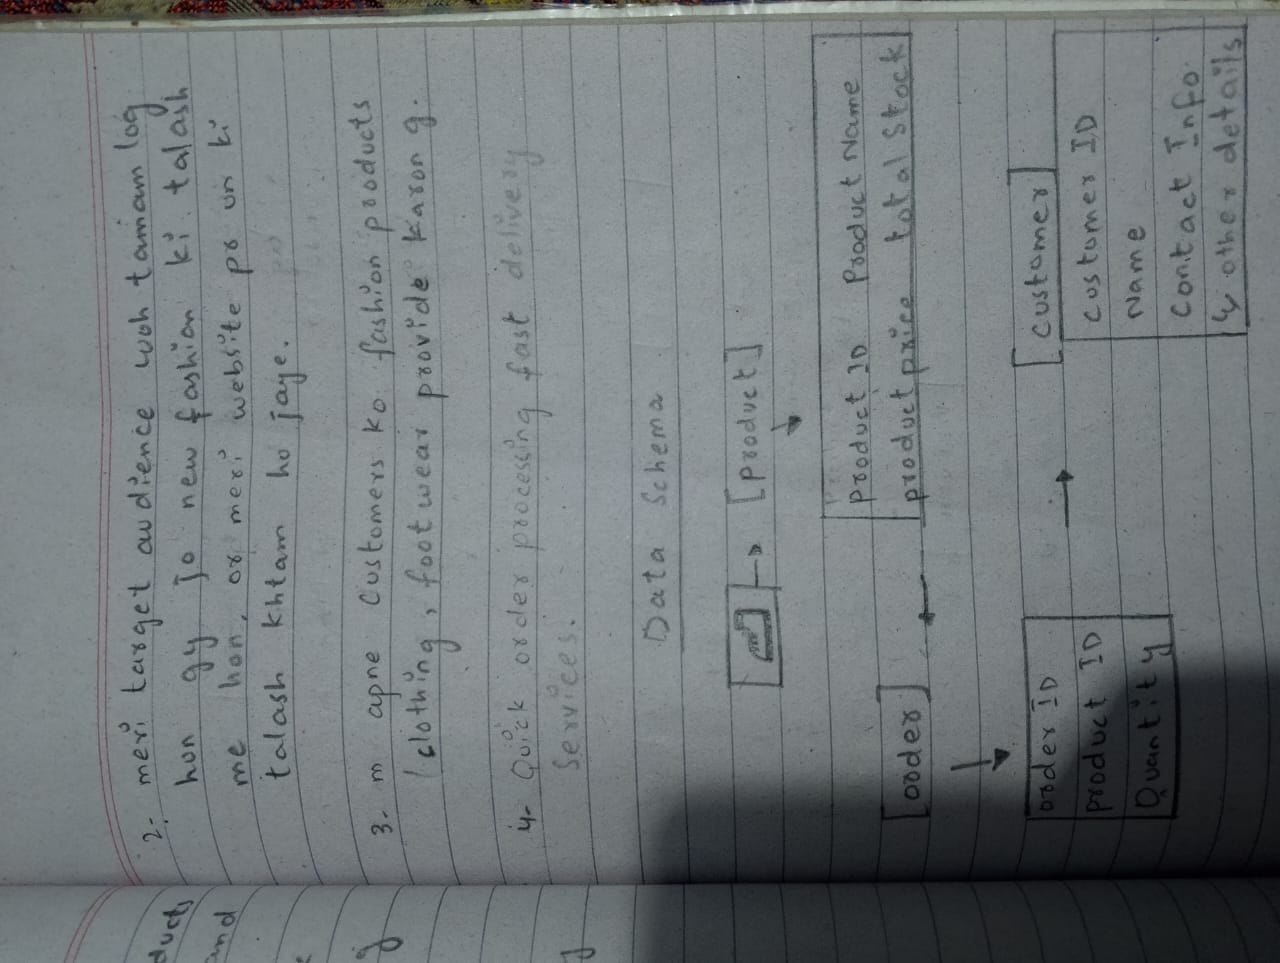 2- meri target audience woh tamam log
hon gy jo new fashion ki talash
me hon, or meri website pr un ki
talash khtam ho jaye.
3- m apne Customers ko fashion products
(clothing, footwear provide karon g.
4- Quick order processing fast delivery
Services.
Data Schema
[product]
product ID product Name
product price total Stock
[order]
[customer]
order ID
product ID
Quantity
customer ID
Name
Contact Info
↳ other details
ducts
and